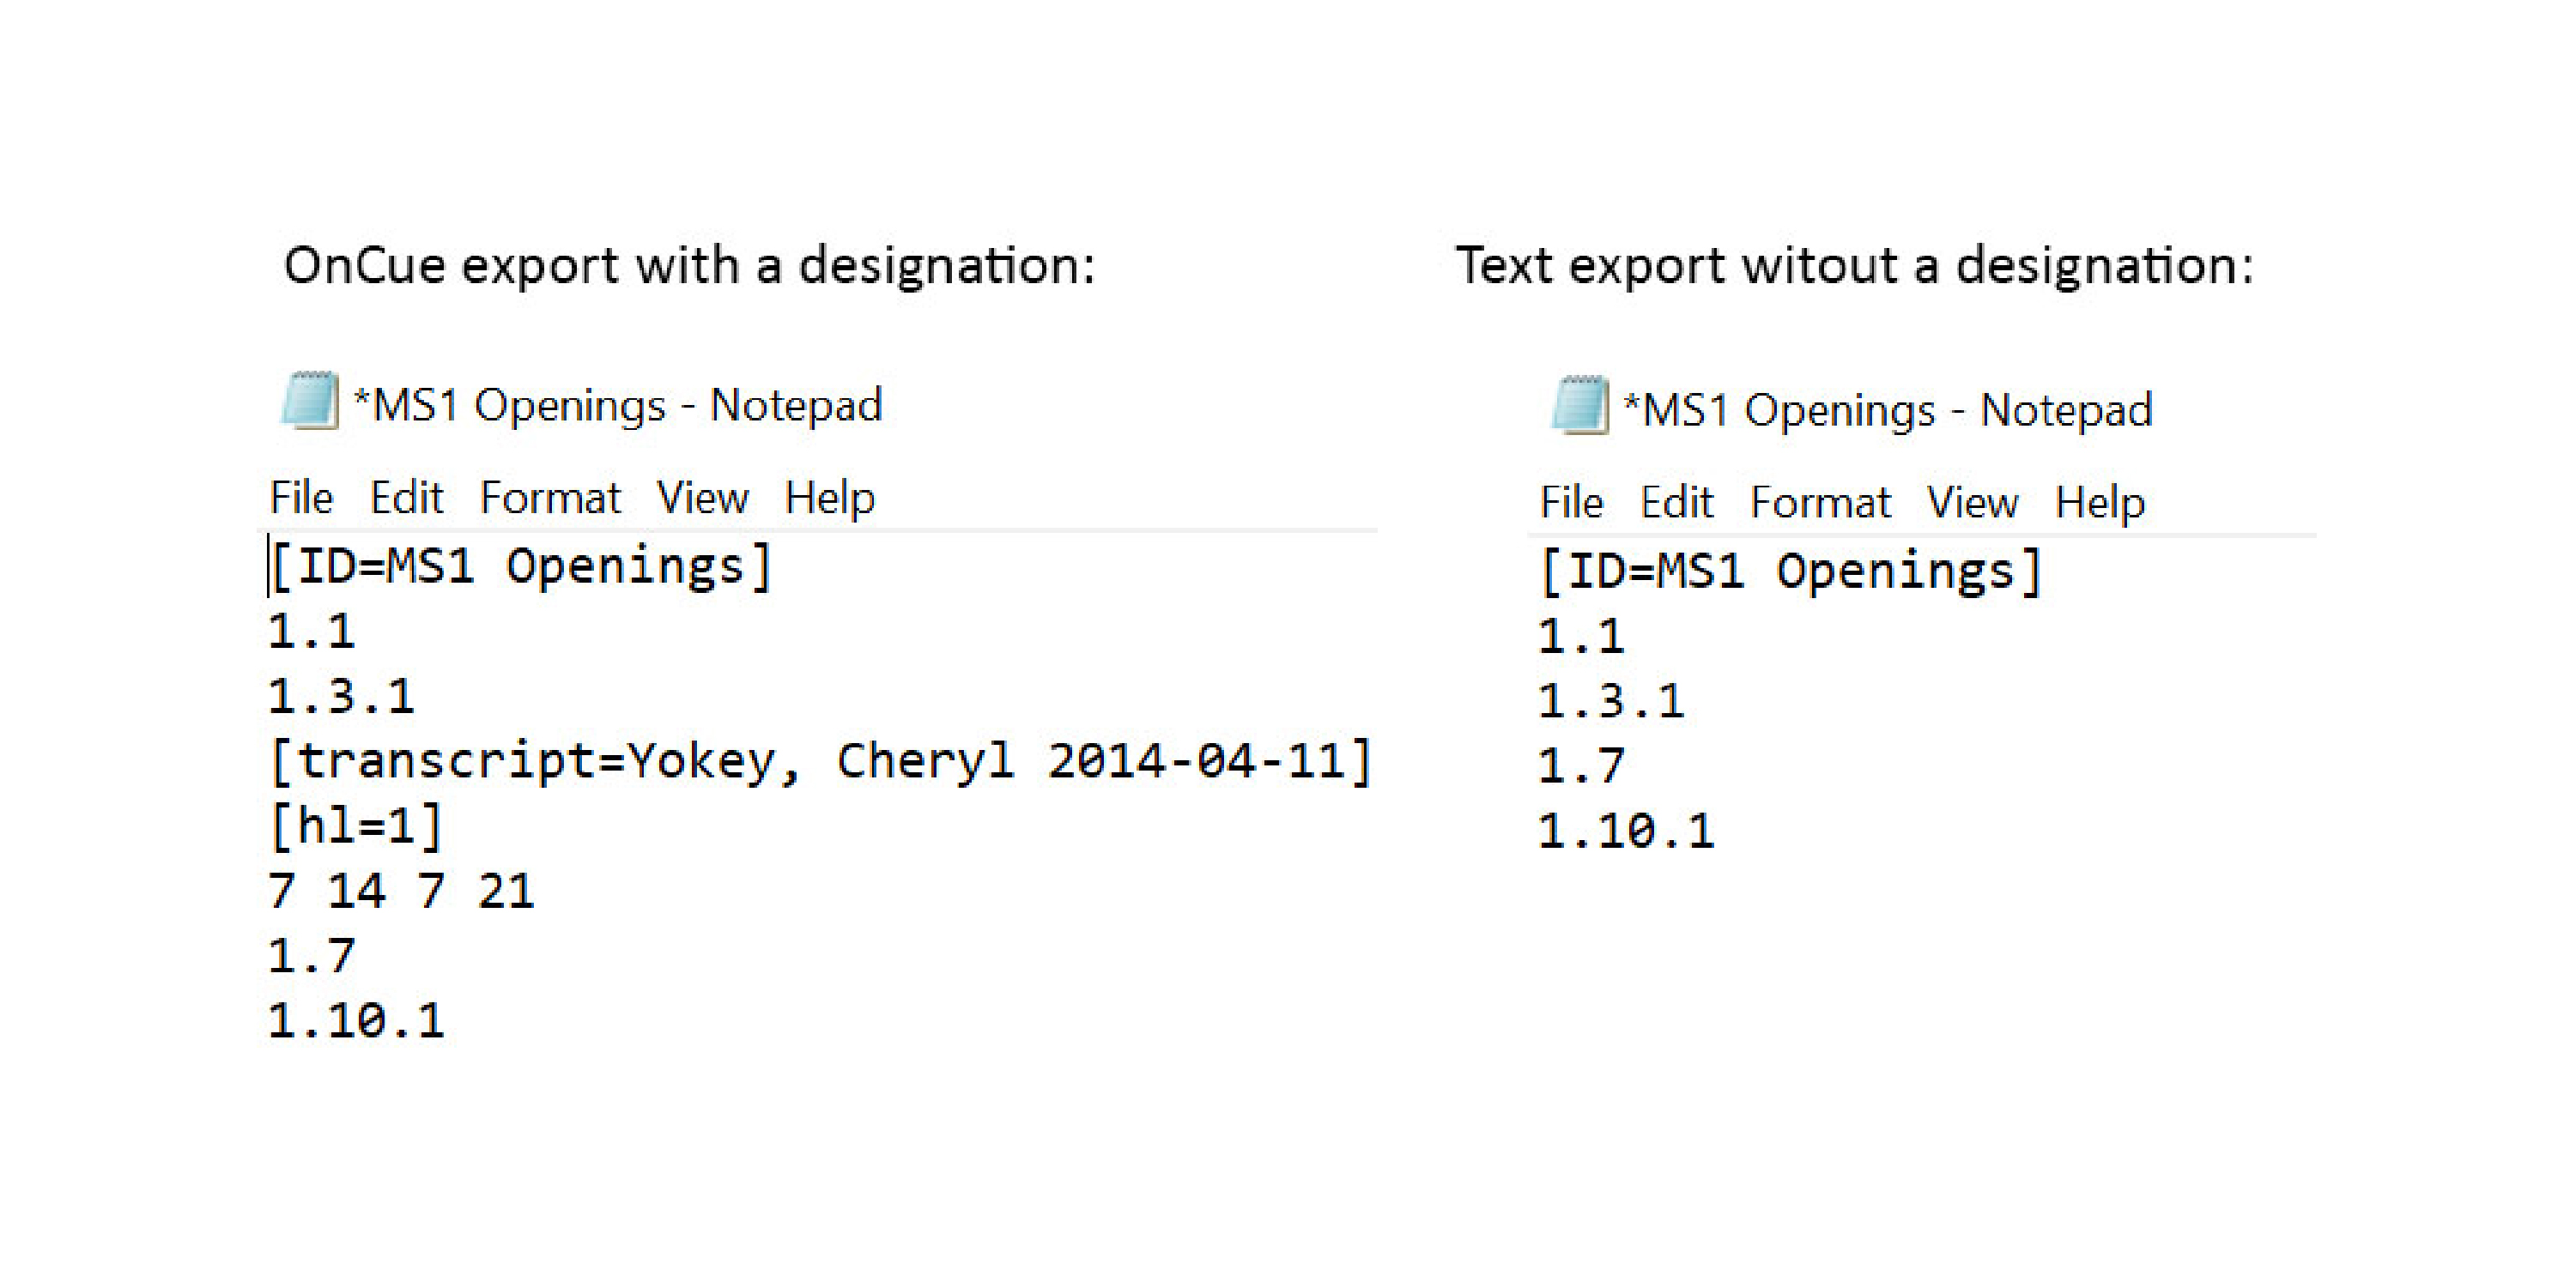 OnCue export with a designation:
*MS1 Openings - Notepad
File Edit Format View Help
[ID=MS1 Openings]
1.1
1.3.1
[transcript=Yokey, Cheryl 2014-04-11]
[hl=1]
7 14 7 21
1.7
1.10.1
Text export witout a designation:
*MS1 Openings - Notepad
File Edit Format View Help
[ID=MS1 Openings]
1.1
1.3.1
1.7
1.10.1